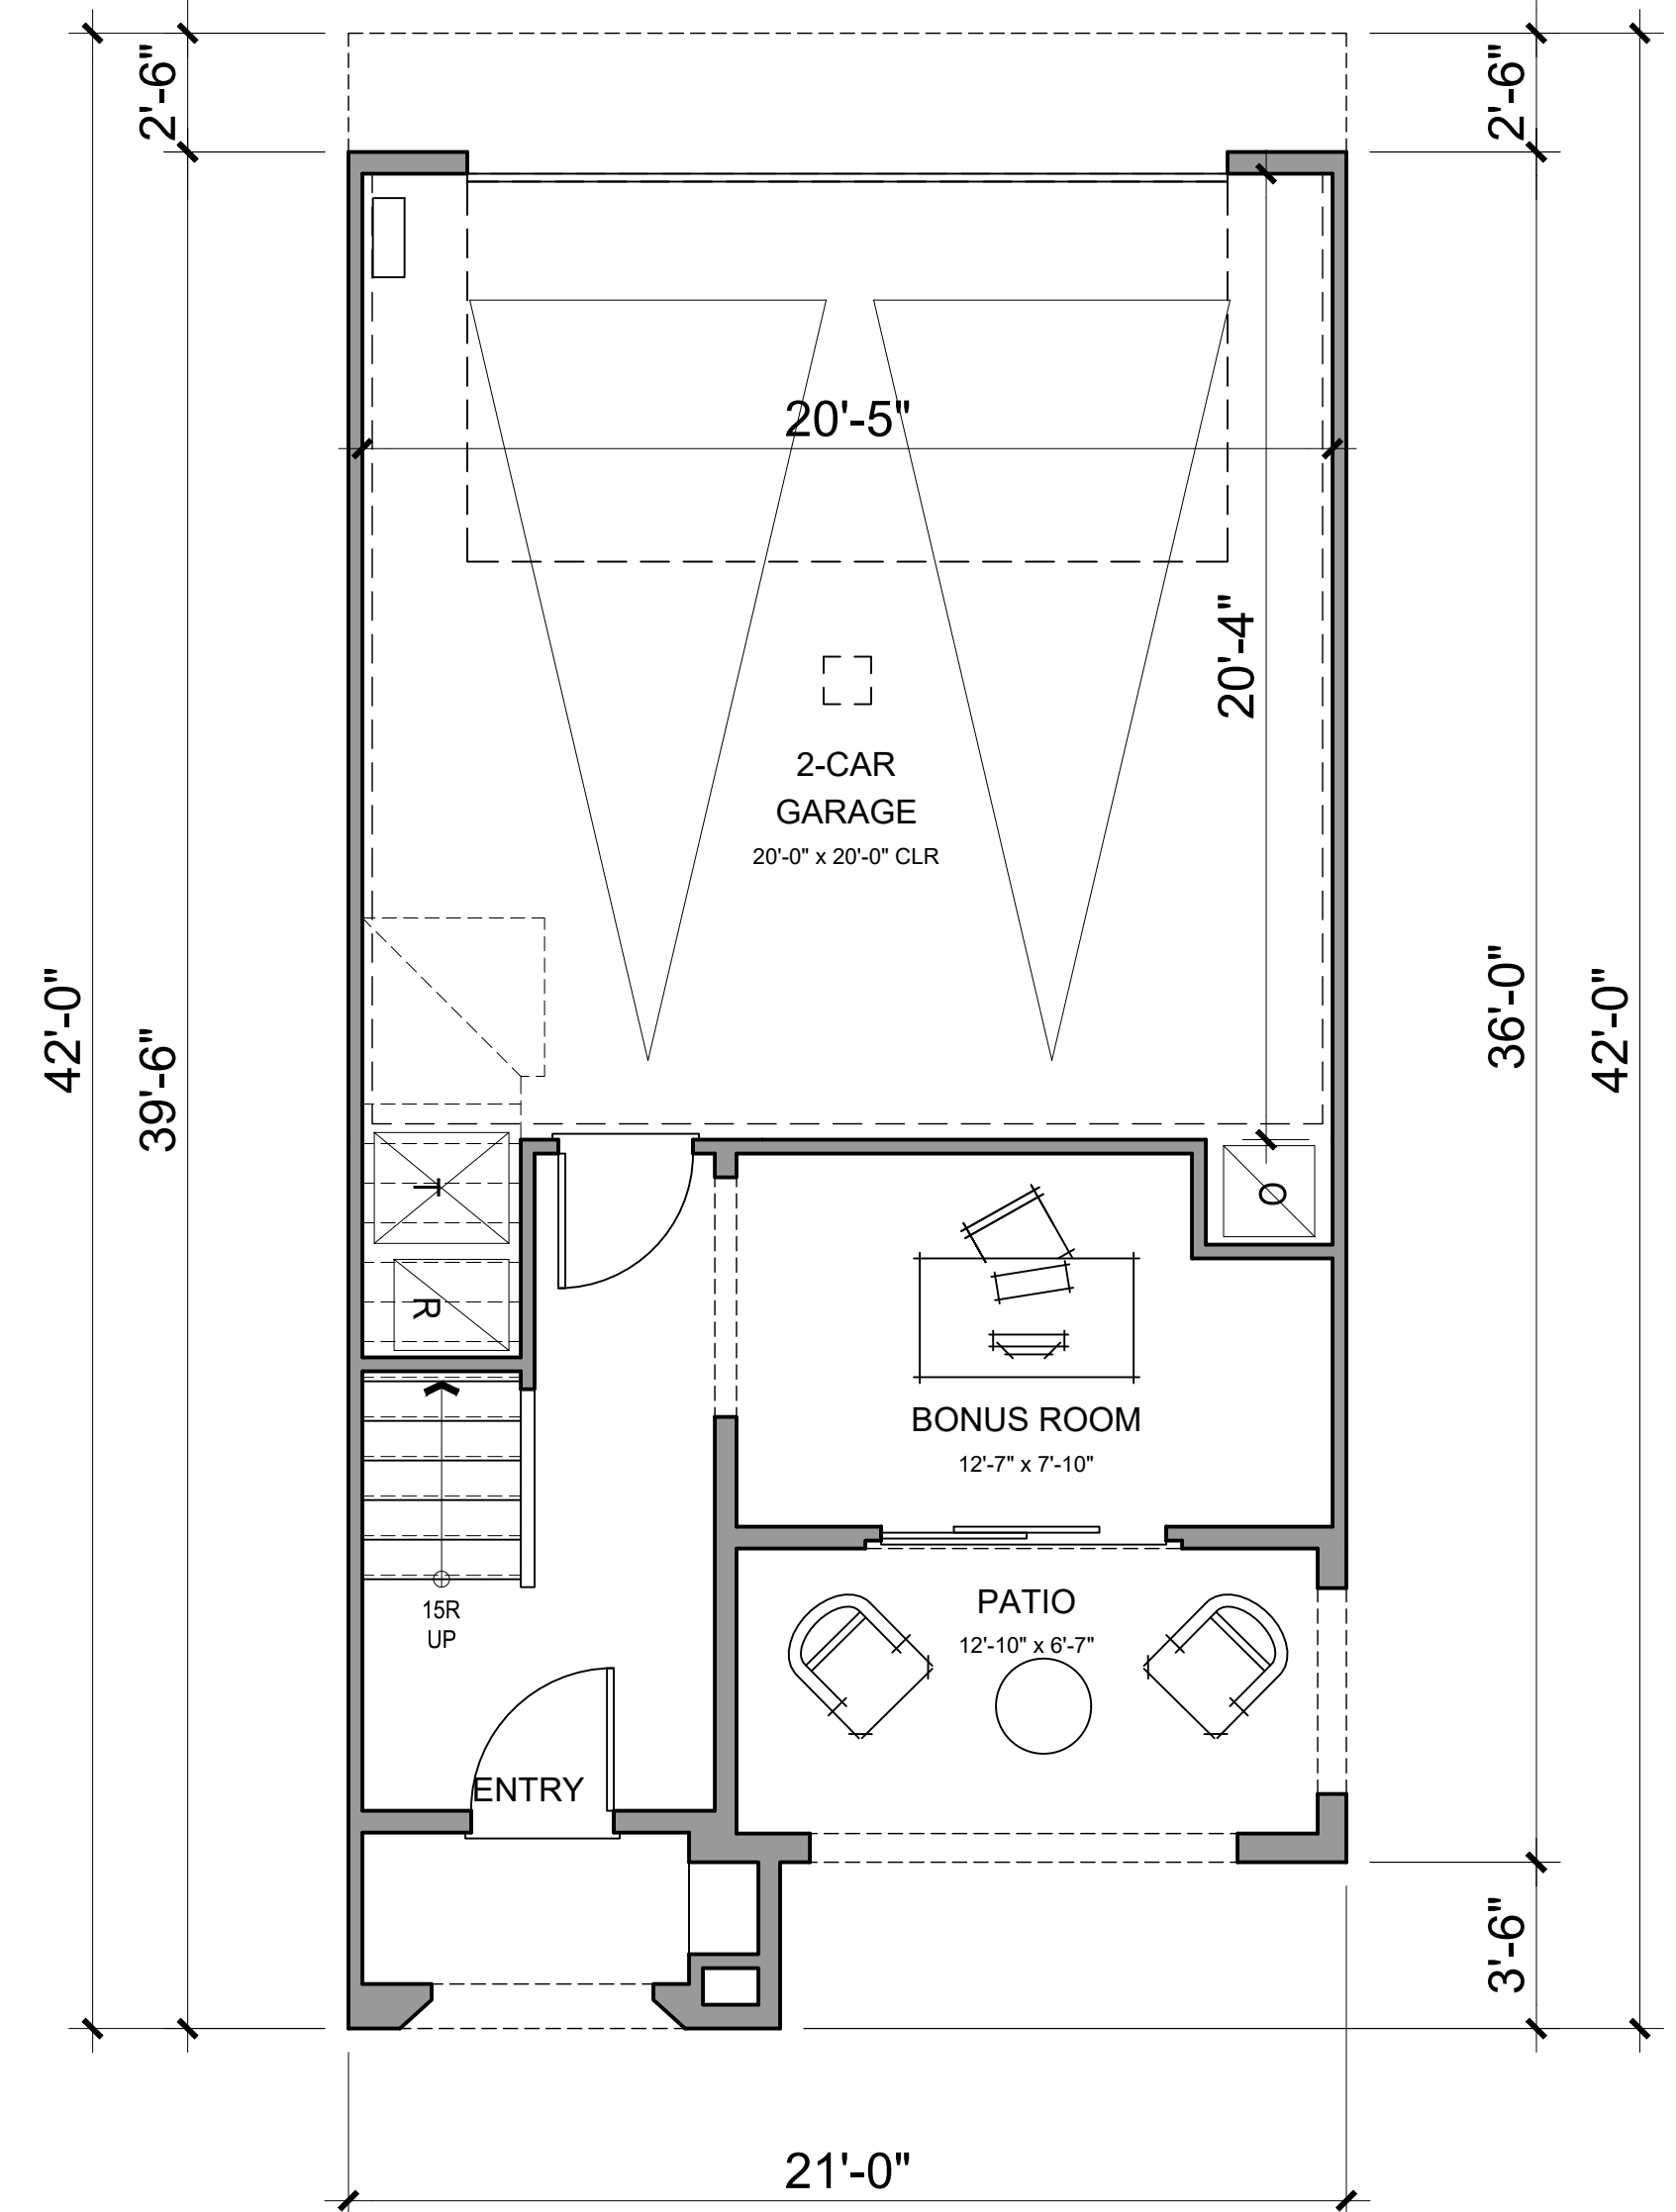 2'-6"
2'-6"
20'-5"
20'-4"
2-CAR
GARAGE
20'-0" x 20'-0" CLR
42'-0"
39'-6"
36'-0"
42'-0"
T
O
R
BONUS ROOM
12'-7" x 7'-10"
15R
UP
PATIO
12'-10" x 6'-7"
ENTRY
3'-6"
21'-0"